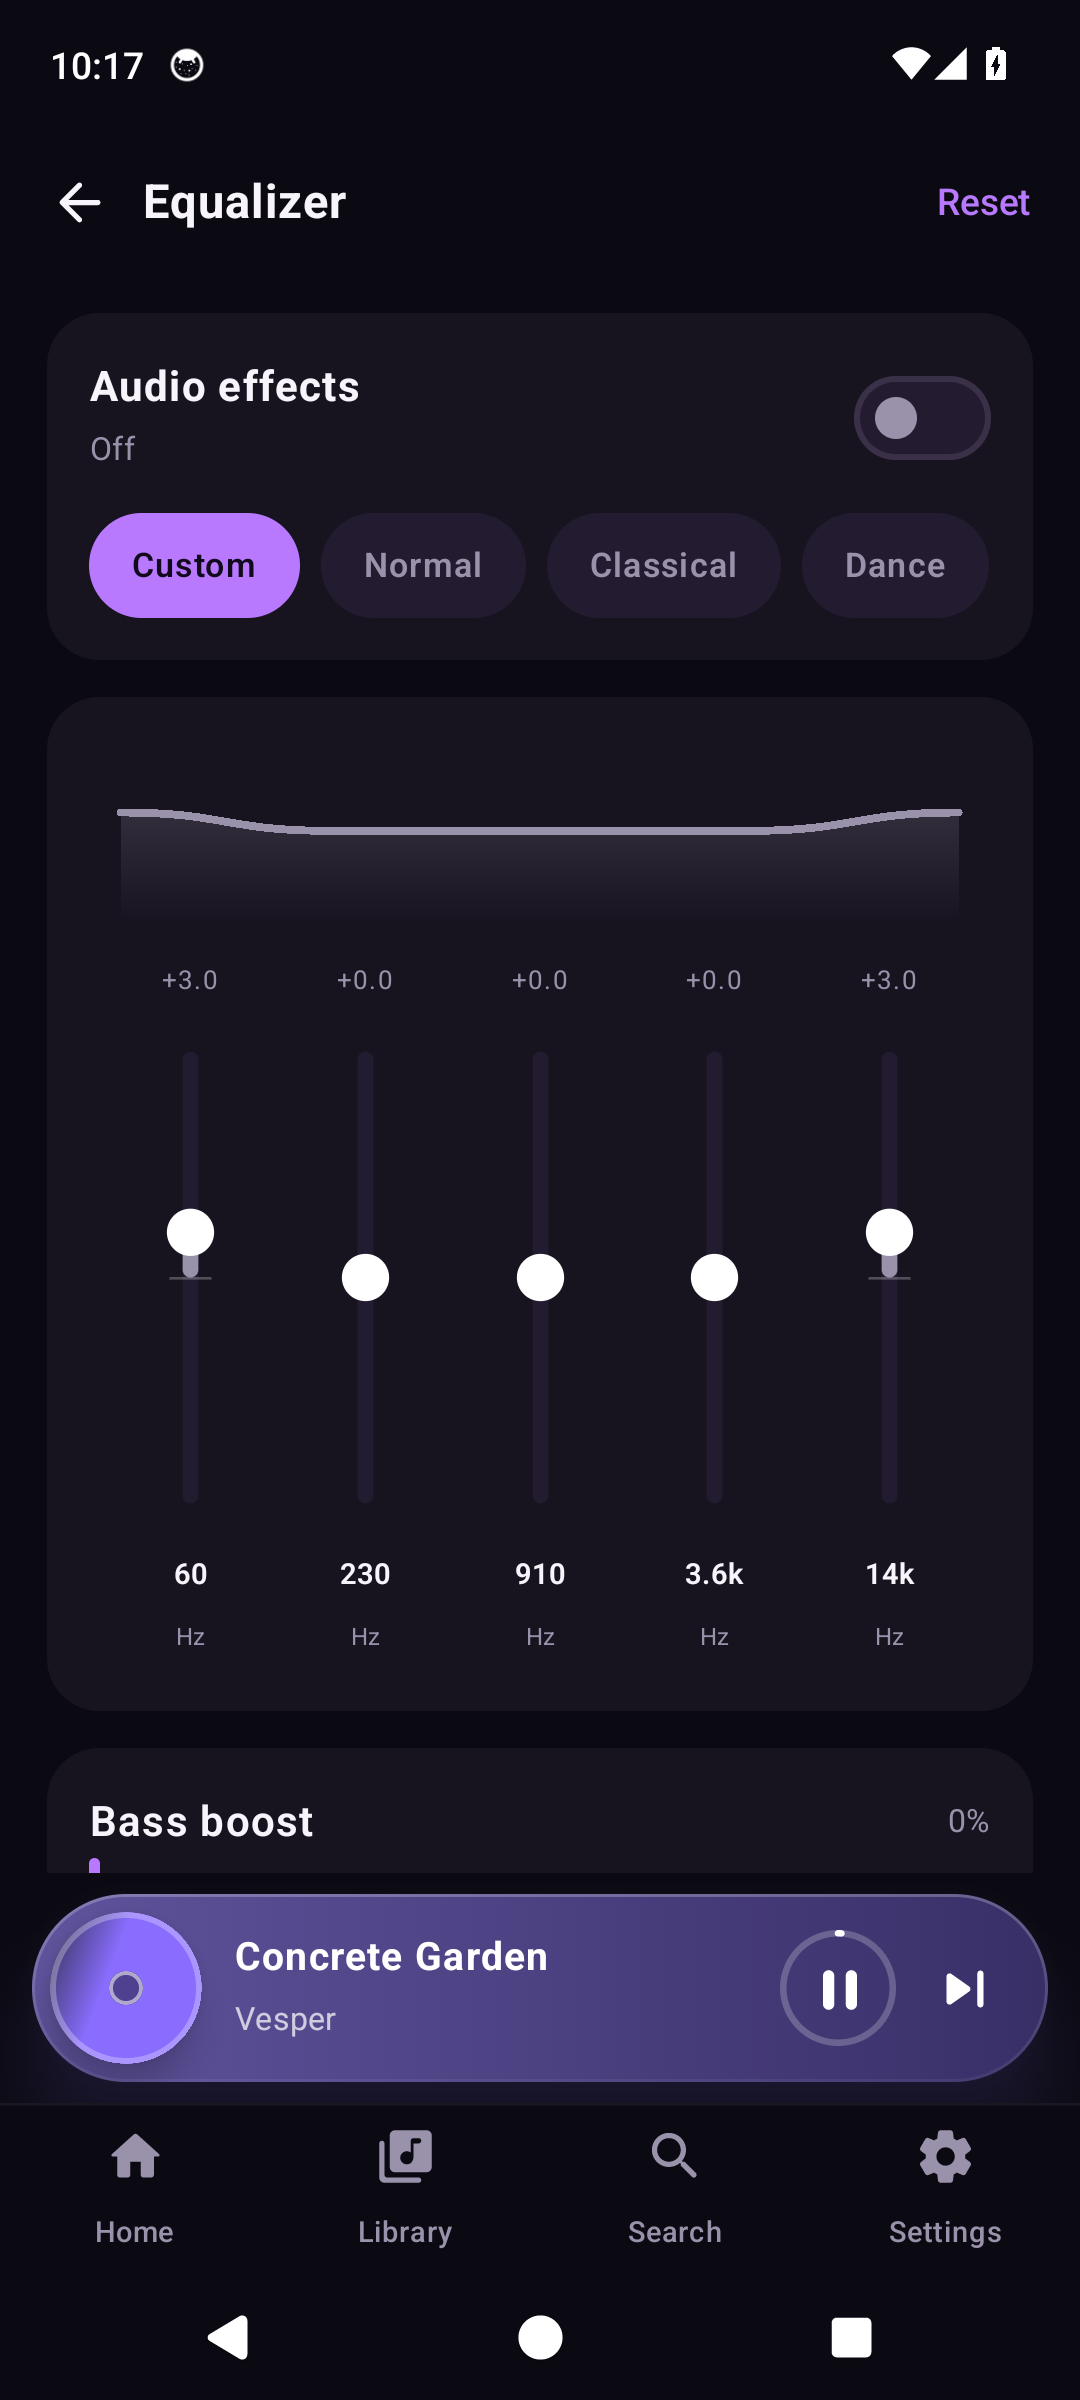 10:17
Equalizer
Reset
Audio effects
Off
Custom
Normal
Classical
Dance
+3.0
+0.0
+0.0
+0.0
+3.0
60
230
910
3.6k
14k
Hz
Hz
Hz
Hz
Hz
Bass boost
0%
Concrete Garden
Vesper
Home
Library
Search
Settings